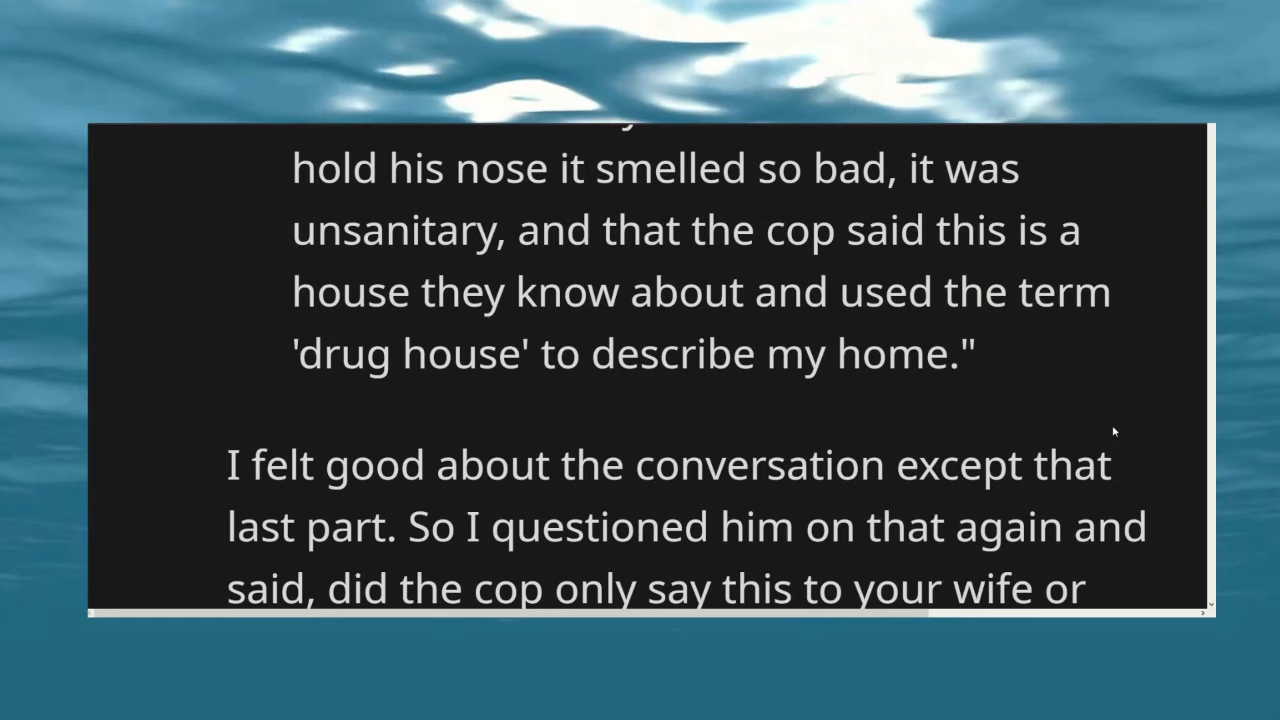 hold his nose it smelled so bad, it was
unsanitary, and that the cop said this is a
house they know about and used the term
'drug house' to describe my home."
I felt good about the conversation except that
last part. So I questioned him on that again and
said, did the cop only say this to your wife or